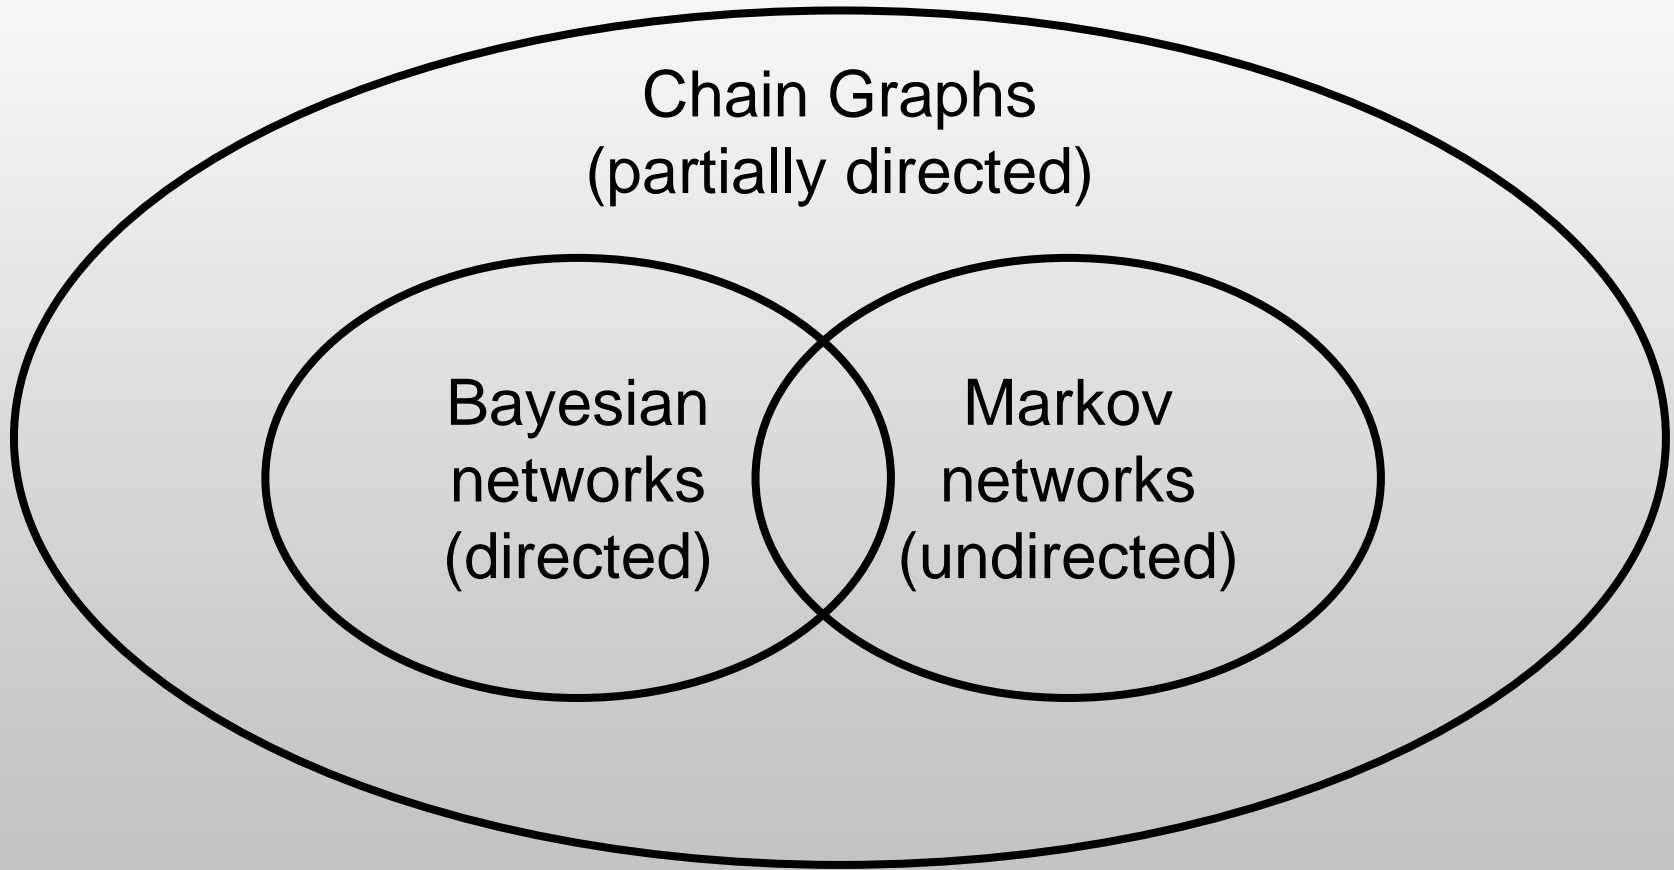 Chain Graphs
(partially directed)
Bayesian
networks
(directed)
Markov
networks
(undirected)